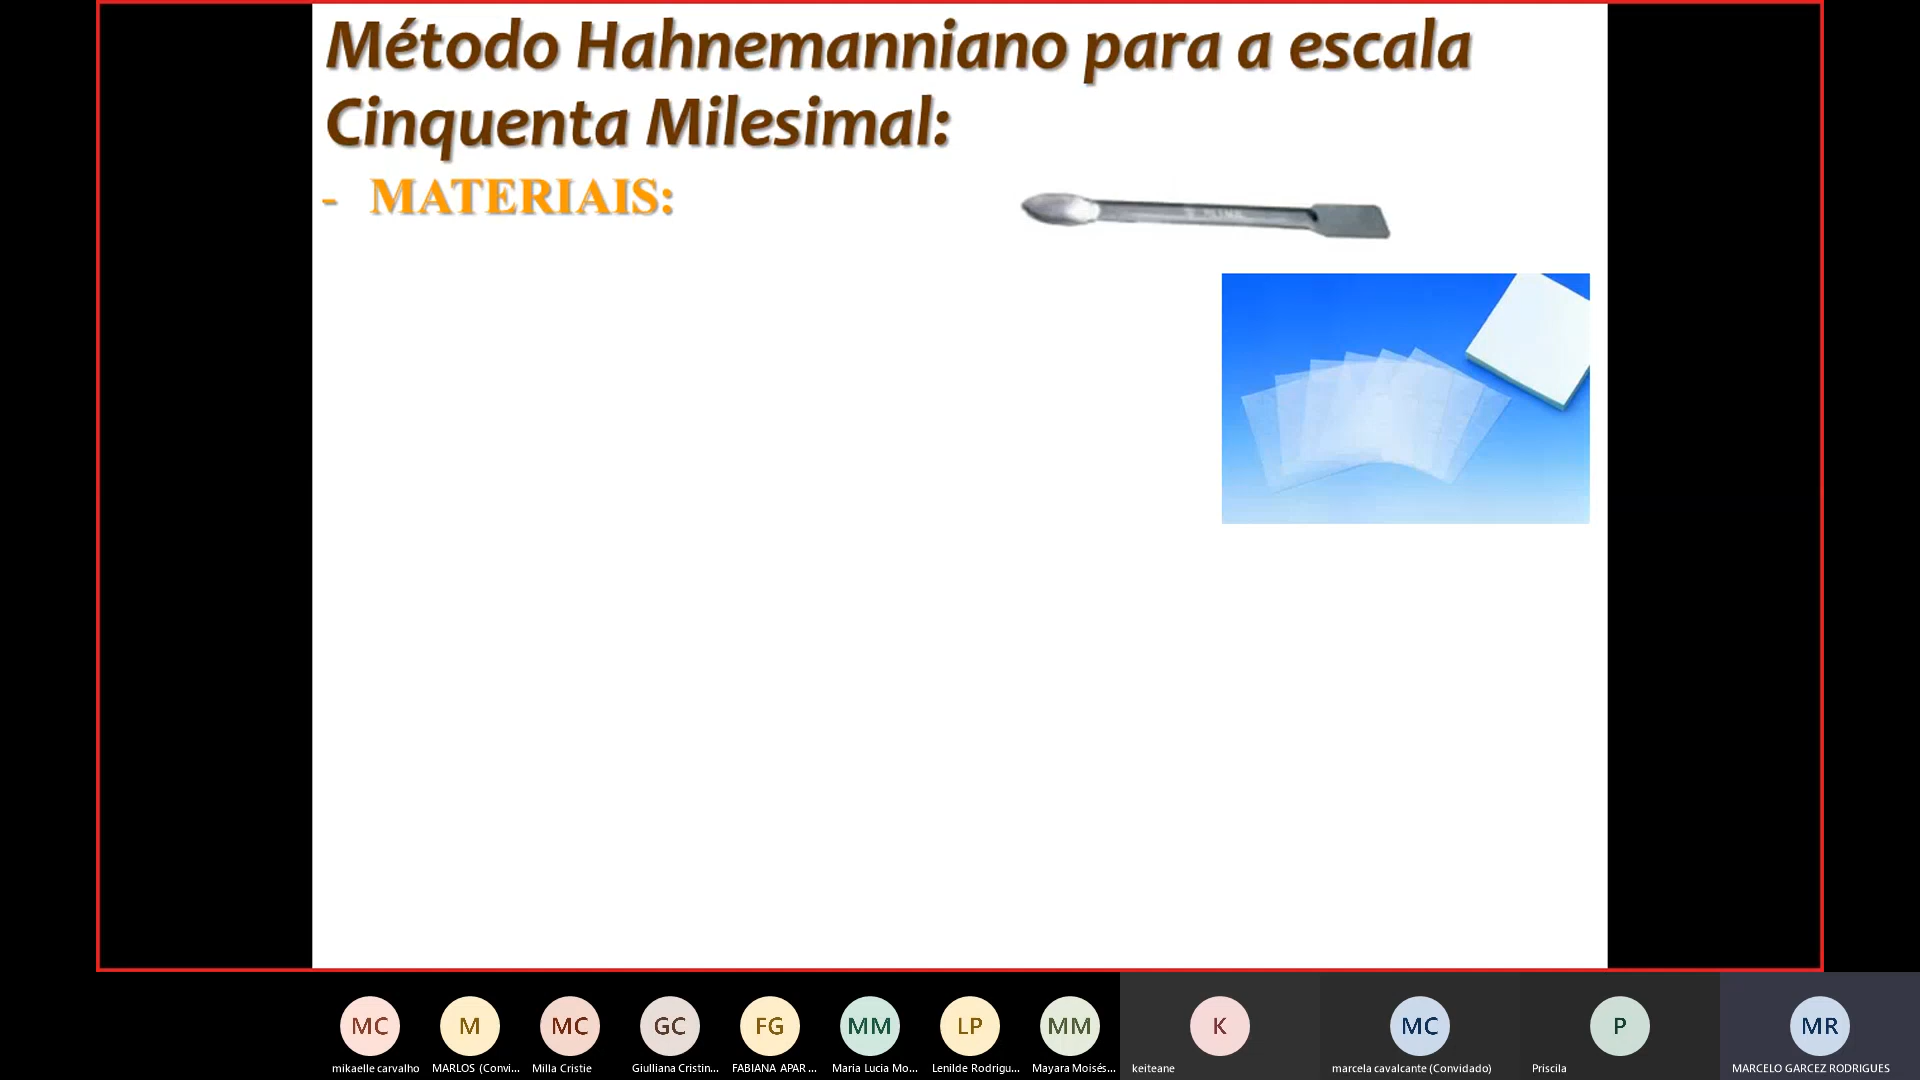 Método Hahnemanniano para a escala
Cinquenta Milesimal:
- MATERIAIS:
MC
M
MC
GC
FG
MM
LP
MM
K
MC
P
MR
mikaelle carvalho
MARLOS (Convi...
Milla Cristie
Giulliana Cristin...
FABIANA APAR ...
Maria Lucia Mo...
Lenilde Rodrigu...
Mayara Moisés...
keiteane
marcela cavalcante (Convidado)
Priscila
MARCELO GARCEZ RODRIGUES